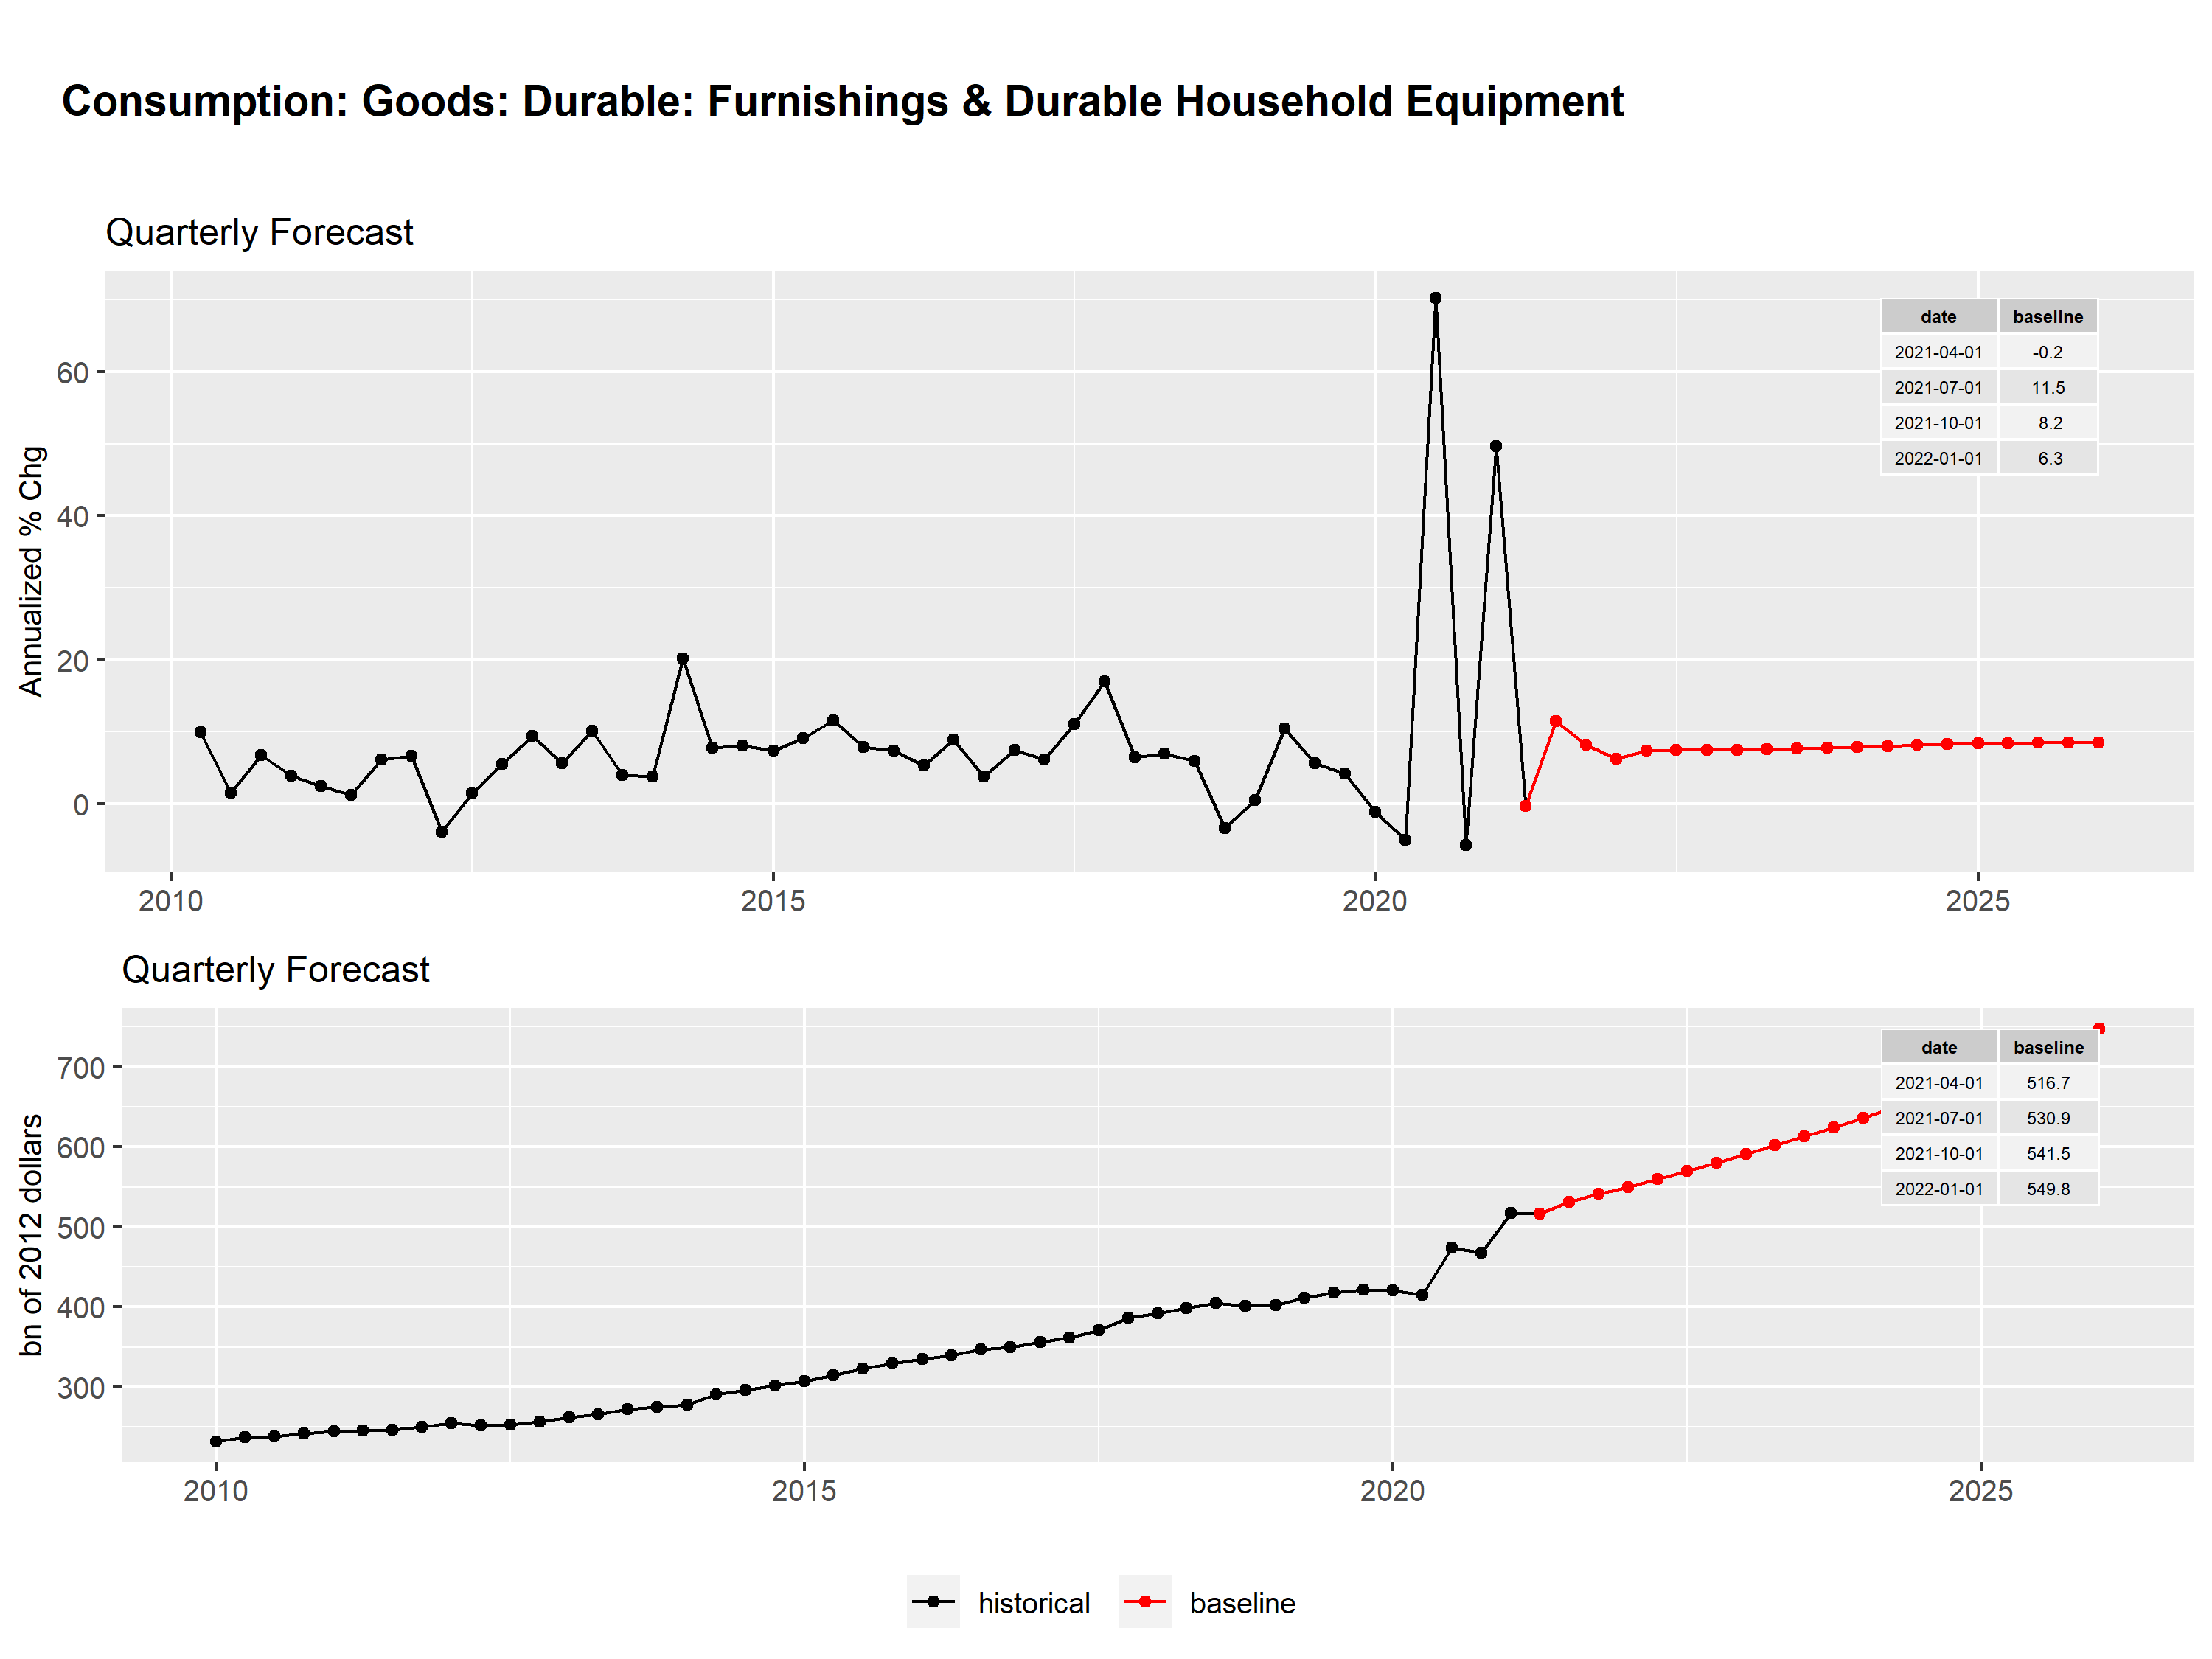 Consumption: Goods: Durable: Furnishings & Durable Household Equipment
Quarterly Forecast
Annualized % Chg
60
40
20
0
2010 2015 2020 2025
date baseline
2021-04-01 -0.2
2021-07-01 11.5
2021-10-01 8.2
2022-01-01 6.3
Quarterly Forecast
bn of 2012 dollars
700
600
500
400
300
2010 2015 2020 2025
date baseline
2021-04-01 516.7
2021-07-01 530.9
2021-10-01 541.5
2022-01-01 549.8
historical baseline